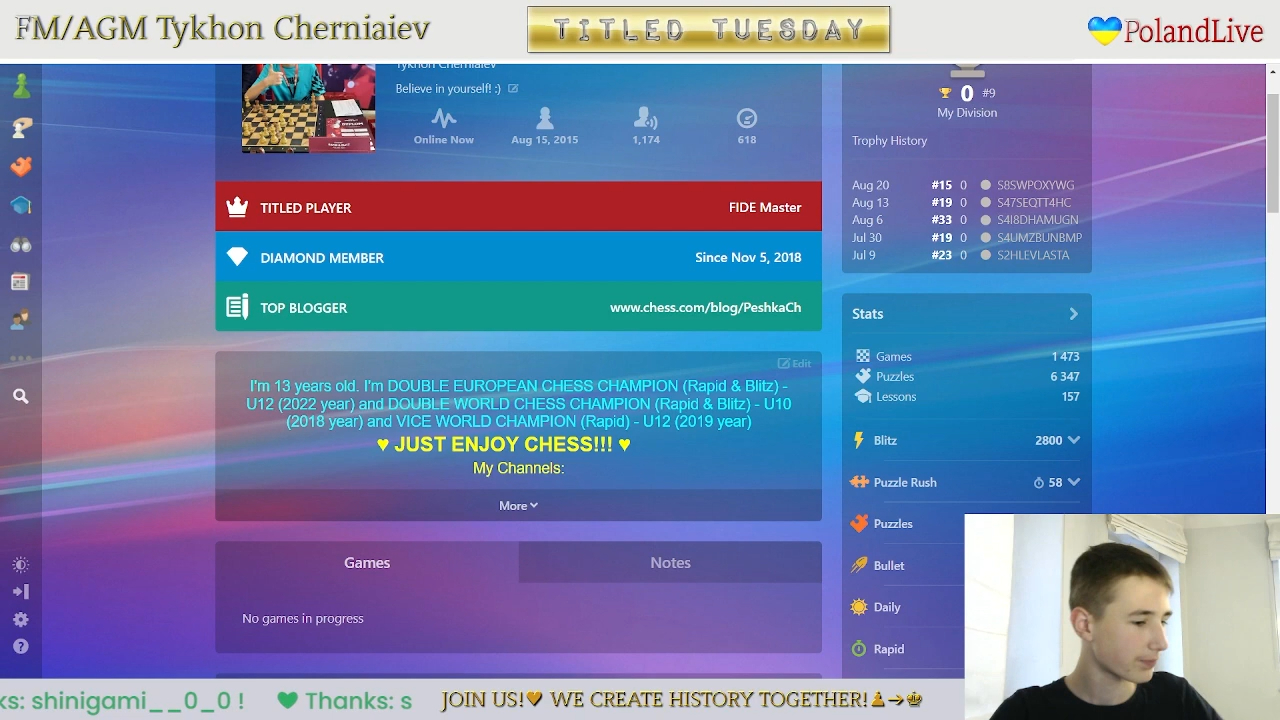 FM/AGM Tykhon Cherniaiev
TITLED TUESDAY
PolandLive
Tykhon Cherniaiev
Believe in yourself! :)
Online Now
Aug 15, 2015
1,174
618
TITLED PLAYER
FIDE Master
DIAMOND MEMBER
Since Nov 5, 2018
TOP BLOGGER
www.chess.com/blog/PeshkaCh
Edit
I'm 13 years old. I'm DOUBLE EUROPEAN CHESS CHAMPION (Rapid & Blitz) -
U12 (2022 year) and DOUBLE WORLD CHESS CHAMPION (Rapid & Blitz) - U10
(2018 year) and VICE WORLD CHAMPION (Rapid) - U12 (2019 year)
♥ JUST ENJOY CHESS!!! ♥
My Channels:
More
Games
Notes
No games in progress
0 #9
My Division
Trophy History
Aug 20 #15 0 S8SWPOXYWG
Aug 13 #19 0 S47SEQTT4HC
Aug 6 #33 0 S4I8DHAMUGN
Jul 30 #19 0 S4UMZBUNBMP
Jul 9 #23 0 S2HLEVLASTA
Stats
Games 1 473
Puzzles 6 347
Lessons 157
Blitz 2800
Puzzle Rush 58
Puzzles
Bullet
Daily
Rapid
ks: shinigami__0_0 !
Thanks: s
JOIN US!🧡 WE CREATE HISTORY TOGETHER!♟→♚